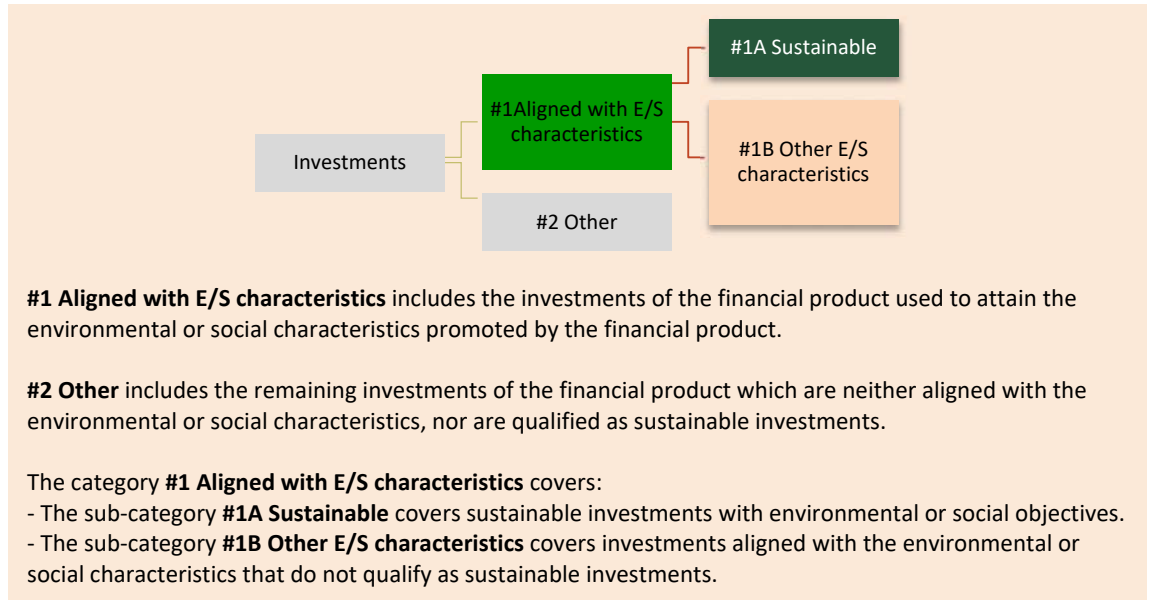 #1A Sustainable
#1Aligned with E/S
characteristics
Investments
#1B Other E/S
characteristics
#2 Other
#1 Aligned with E/S characteristics includes the investments of the financial product used to attain the
environmental or social characteristics promoted by the financial product.
#2 Other includes the remaining investments of the financial product which are neither aligned with the
environmental or social characteristics, nor are qualified as sustainable investments.
The category #1 Aligned with E/S characteristics covers:
- The sub-category #1A Sustainable covers sustainable investments with environmental or social objectives.
- The sub-category #1B Other E/S characteristics covers investments aligned with the environmental or
social characteristics that do not qualify as sustainable investments.